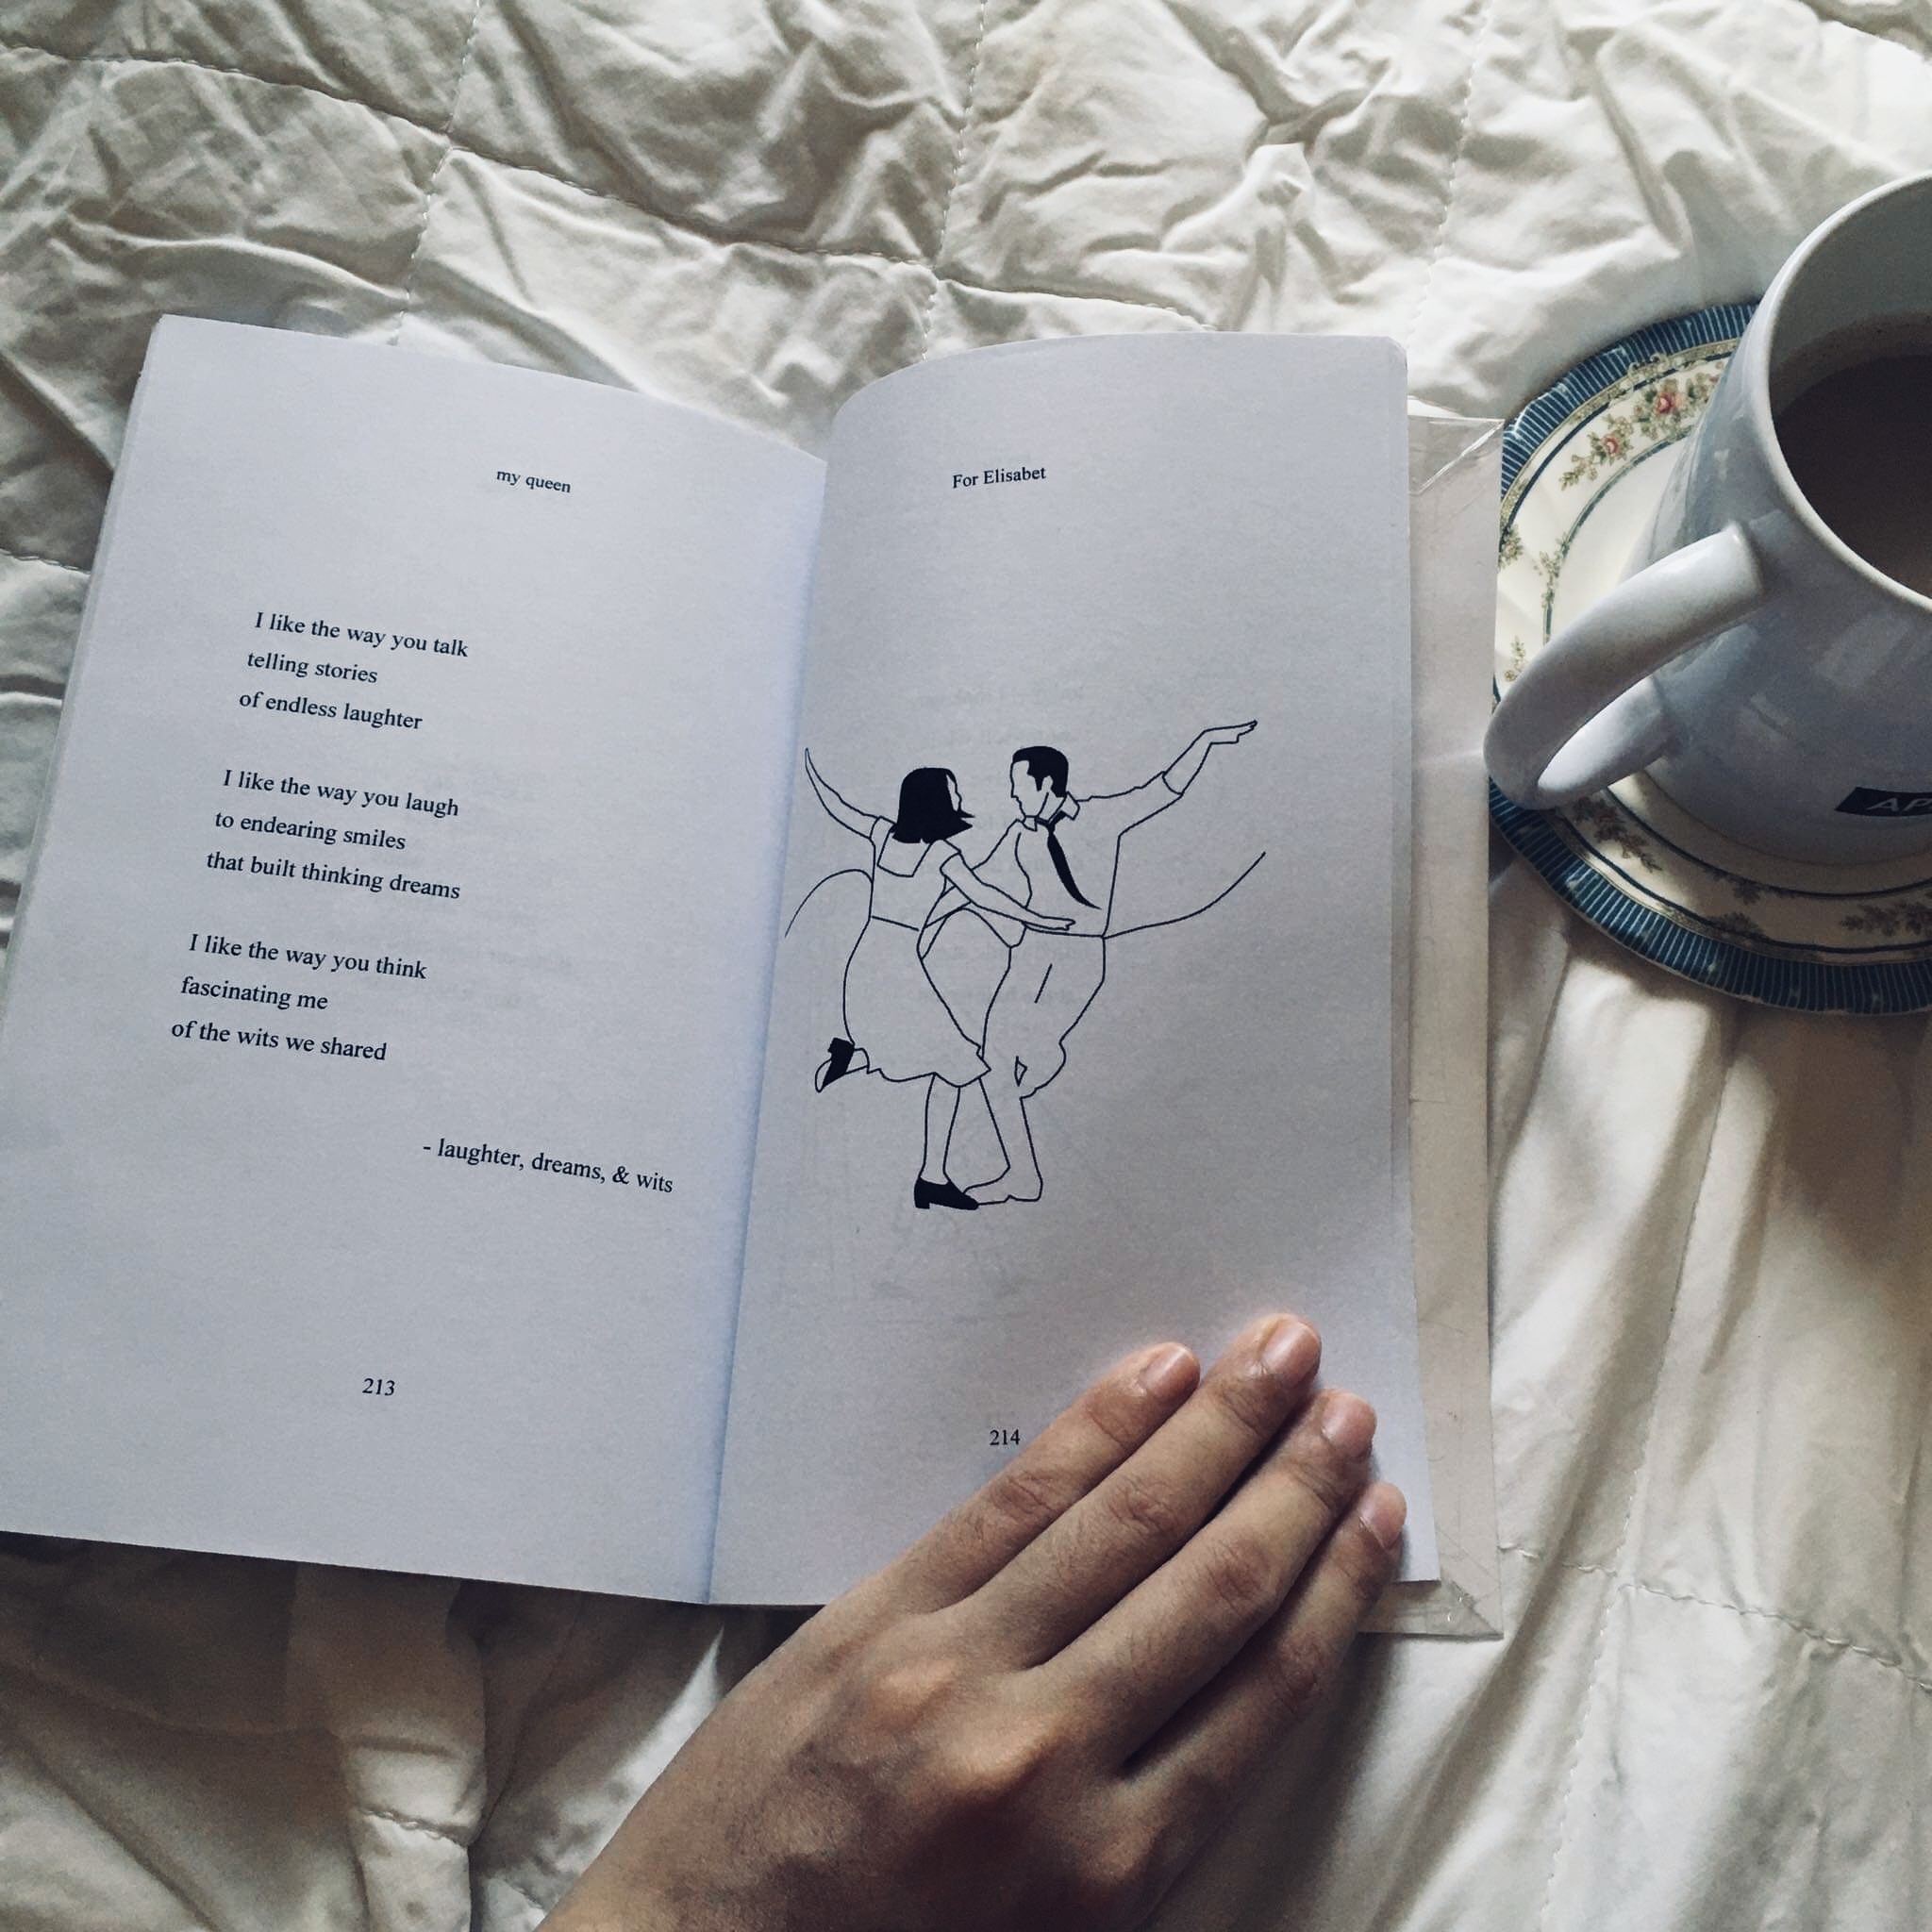 my queen
I like the way you talk
telling stories
of endless laughter
I like the way you laugh
to endearing smiles
that built thinking dreams
I like the way you think
fascinating me
of the wits we shared
- laughter, dreams, & wits
213
For Elisabet
214